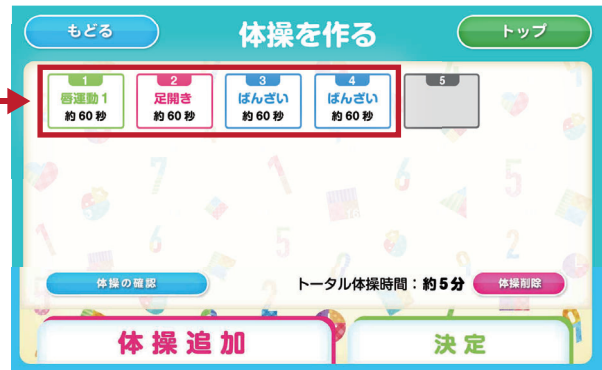 もどる
体操を作る
トップ
1
唇運動1
約60秒
2
足開き
約60秒
3
ばんざい
約60秒
4
ばんざい
約60秒
5
体操の確認
トータル体操時間：約5分
体操削除
体操追加
決定